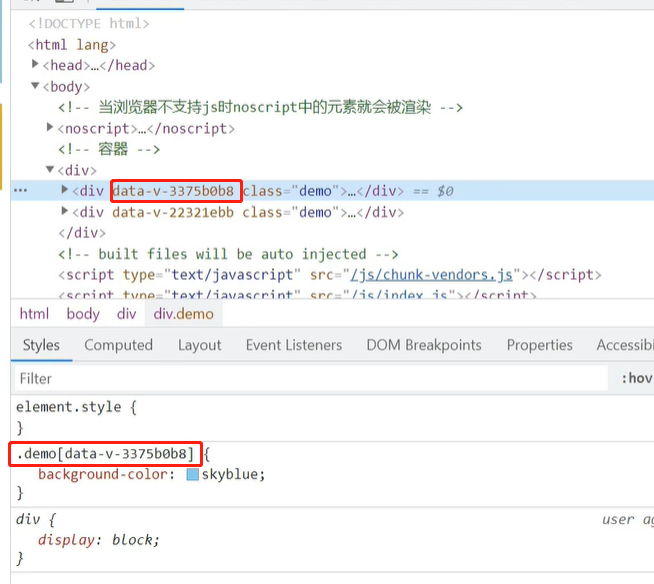 <!DOCTYPE html>
<html lang>
<head>…</head>
<body>
<!-- 当浏览器不支持js时noscript中的元素就会被渲染 -->
<noscript>…</noscript>
<!-- 容器 -->
<div>
<div data-v-3375b0b8 class="demo">…</div> == $0
<div data-v-22321ebb class="demo">…</div>
</div>
<!-- built files will be auto injected -->
<script type="text/javascript" src="/js/chunk-vendors.js"></script>
<script type="text/javascript" src="/js/index.js"></script>
html body div div.demo
Styles Computed Layout Event Listeners DOM Breakpoints Properties Accessibi
Filter :hov
element.style {
}
.demo[data-v-3375b0b8] {
background-color: skyblue;
}
div { user ag
display: block;
}